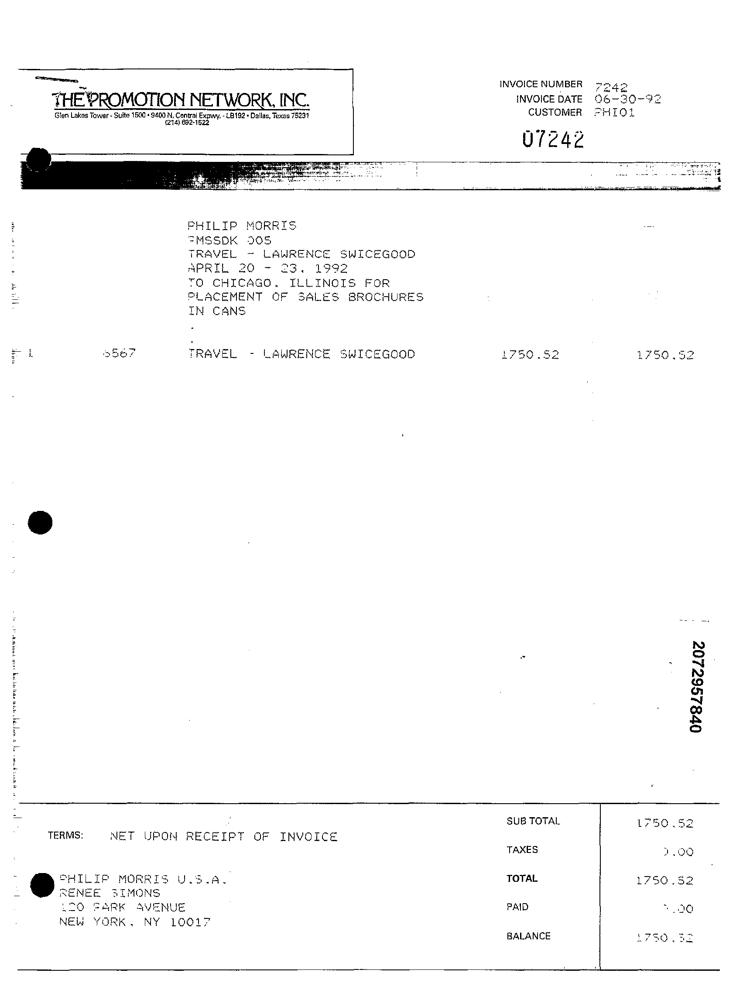 THE PROMOTION NETWORK, INC.
Glen Lakes Tower - Suite 1500 • 9400 N. Central Expwy. - LB192 • Dallas, Texas 75231
(214) 692-1522
INVOICE NUMBER 7242
INVOICE DATE 06-30-92
CUSTOMER PHI01
07242
PHILIP MORRIS
PMSSDK 005
TRAVEL - LAWRENCE SWICEGOOD
APRIL 20 - 23, 1992
TO CHICAGO, ILLINOIS FOR
PLACEMENT OF SALES BROCHURES
IN CANS
.
.
1 6567 TRAVEL - LAWRENCE SWICEGOOD 1750.52 1750.52
2072957840
TERMS: NET UPON RECEIPT OF INVOICE
PHILIP MORRIS U.S.A.
RENEE SIMONS
120 PARK AVENUE
NEW YORK, NY 10017
SUB TOTAL 1750.52
TAXES 0.00
TOTAL 1750.52
PAID 0.00
BALANCE 1750.52